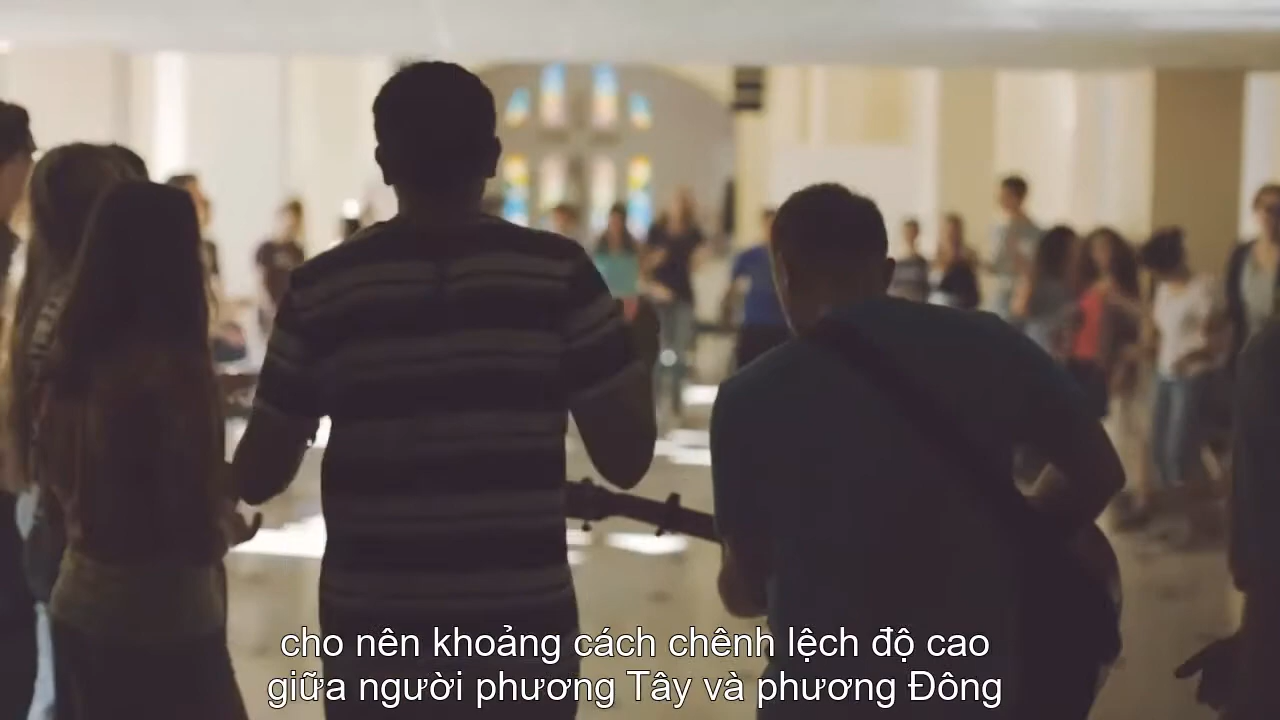 cho nên khoảng cách chênh lệch độ cao
giữa người phương Tây và phương Đông